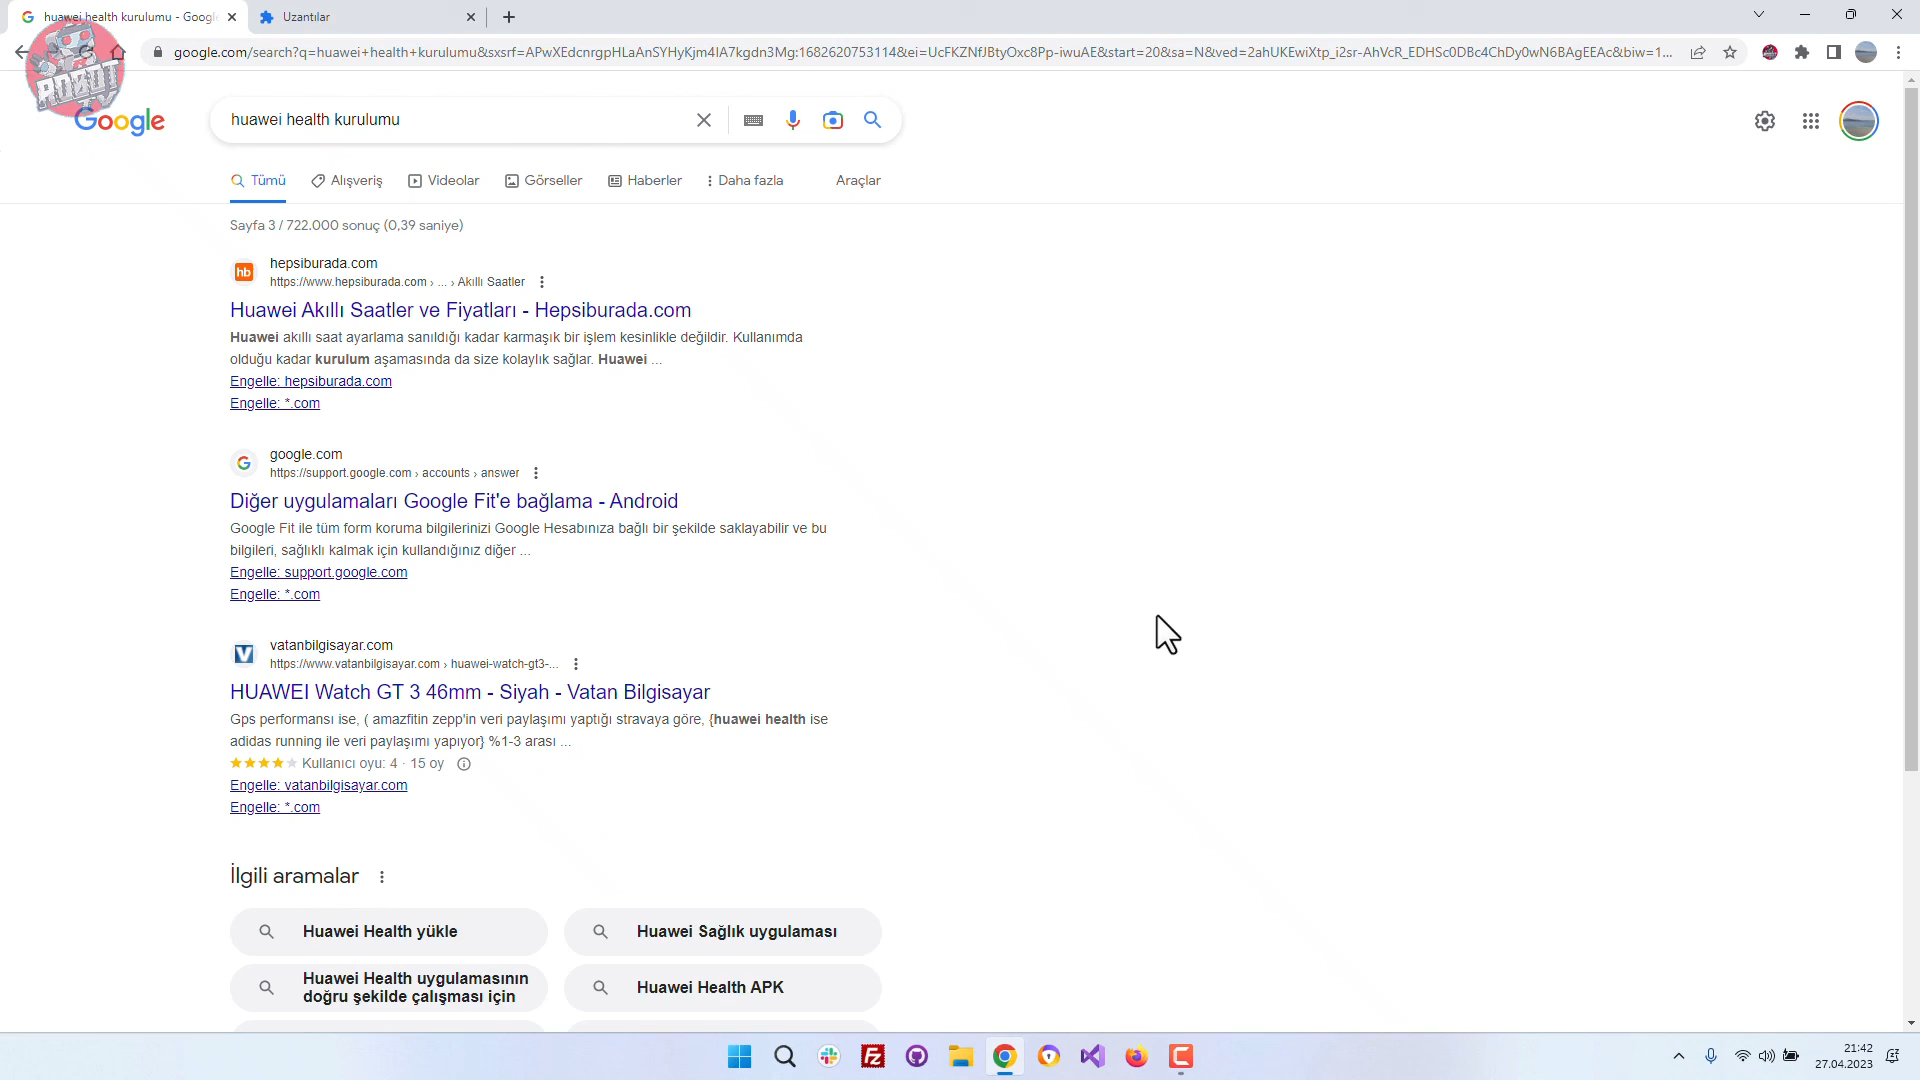 huawei health kurulumu - Google
Uzantılar
google.com/search?q=huawei+health+kurulumu&sxsrf=APwXEdcnrgpHLaAnSYHyKjm4IA7kgdn3Mg:1682620753114&ei=UcFKZNfJBtyOxc8Pp-iwuAE&start=20&sa=N&ved=2ahUKEwiXtp_i2sr-AhVcR_EDHSc0DBc4ChDy0wN6BAgEEAc&biw=1...
ROBOT
Google
huawei health kurulumu
Tümü
Alışveriş
Videolar
Görseller
Haberler
Daha fazla
Araçlar
Sayfa 3 / 722.000 sonuç (0,39 saniye)
hb
hepsiburada.com
https://www.hepsiburada.com › ... › Akıllı Saatler
Huawei Akıllı Saatler ve Fiyatları - Hepsiburada.com
Huawei akıllı saat ayarlama sanıldığı kadar karmaşık bir işlem kesinlikle değildir. Kullanımda
olduğu kadar kurulum aşamasında da size kolaylık sağlar. Huawei ...
Engelle: hepsiburada.com
Engelle: *.com
google.com
https://support.google.com › accounts › answer
Diğer uygulamaları Google Fit'e bağlama - Android
Google Fit ile tüm form koruma bilgilerinizi Google Hesabınıza bağlı bir şekilde saklayabilir ve bu
bilgileri, sağlıklı kalmak için kullandığınız diğer ...
Engelle: support.google.com
Engelle: *.com
V
vatanbilgisayar.com
https://www.vatanbilgisayar.com › huawei-watch-gt3-...
HUAWEI Watch GT 3 46mm - Siyah - Vatan Bilgisayar
Gps performansı ise, ( amazfitin zepp'in veri paylaşımı yaptığı stravaya göre, {huawei health ise
adidas running ile veri paylaşımı yapıyor} %1-3 arası ...
Kullanıcı oyu: 4 · 15 oy
Engelle: vatanbilgisayar.com
Engelle: *.com
İlgili aramalar
Huawei Health yükle
Huawei Sağlık uygulaması
Huawei Health uygulamasının
doğru şekilde çalışması için
Huawei Health APK
21:42
27.04.2023